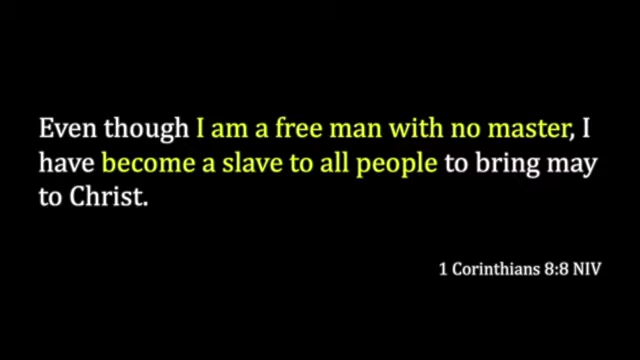 Even though I am a free man with no master, I
have become a slave to all people to bring may
to Christ.
1 Corinthians 8:8 NIV